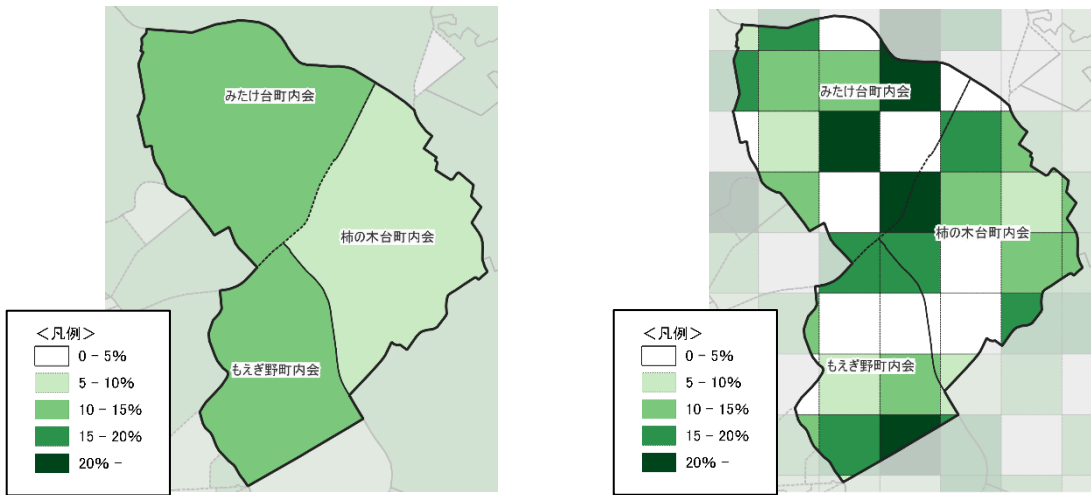 みたけ台町内会
柿の木台町内会
もえぎ野町内会
<凡例>
0 - 5%
5 - 10%
10 - 15%
15 - 20%
20% -
みたけ台町内会
柿の木台町内会
もえぎ野町内会
<凡例>
0 - 5%
5 - 10%
10 - 15%
15 - 20%
20% -